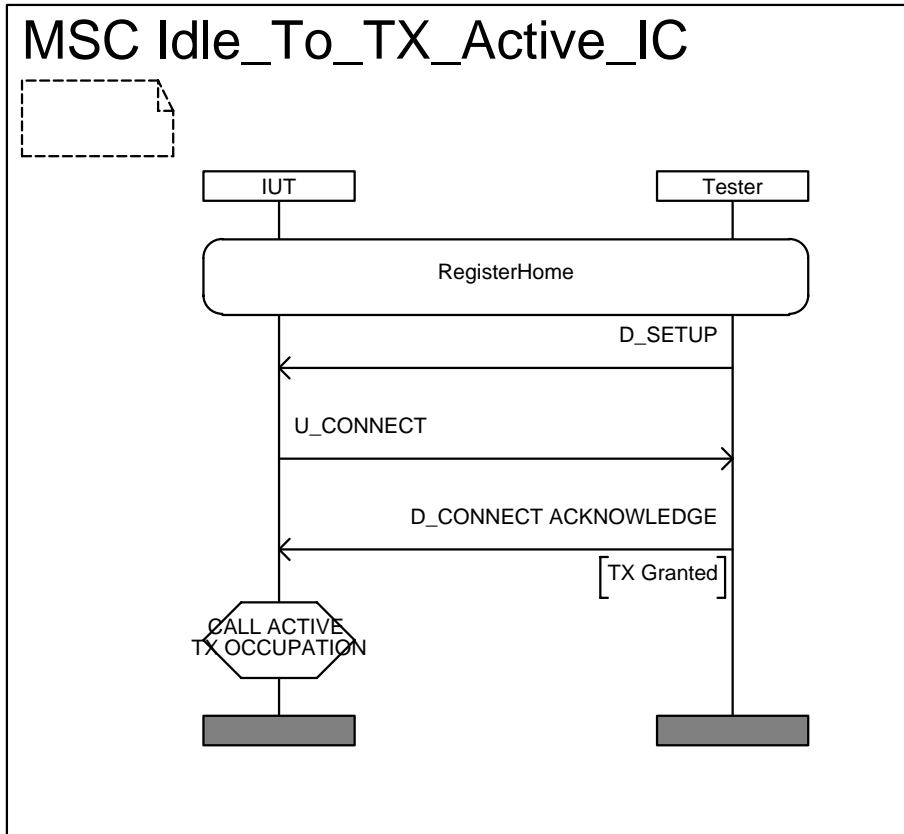 MSC Idle_To_TX_Active_IC
IUT
Tester
RegisterHome
D_SETUP
U_CONNECT
D_CONNECT ACKNOWLEDGE
TX Granted
CALL ACTIVE
TX OCCUPATION